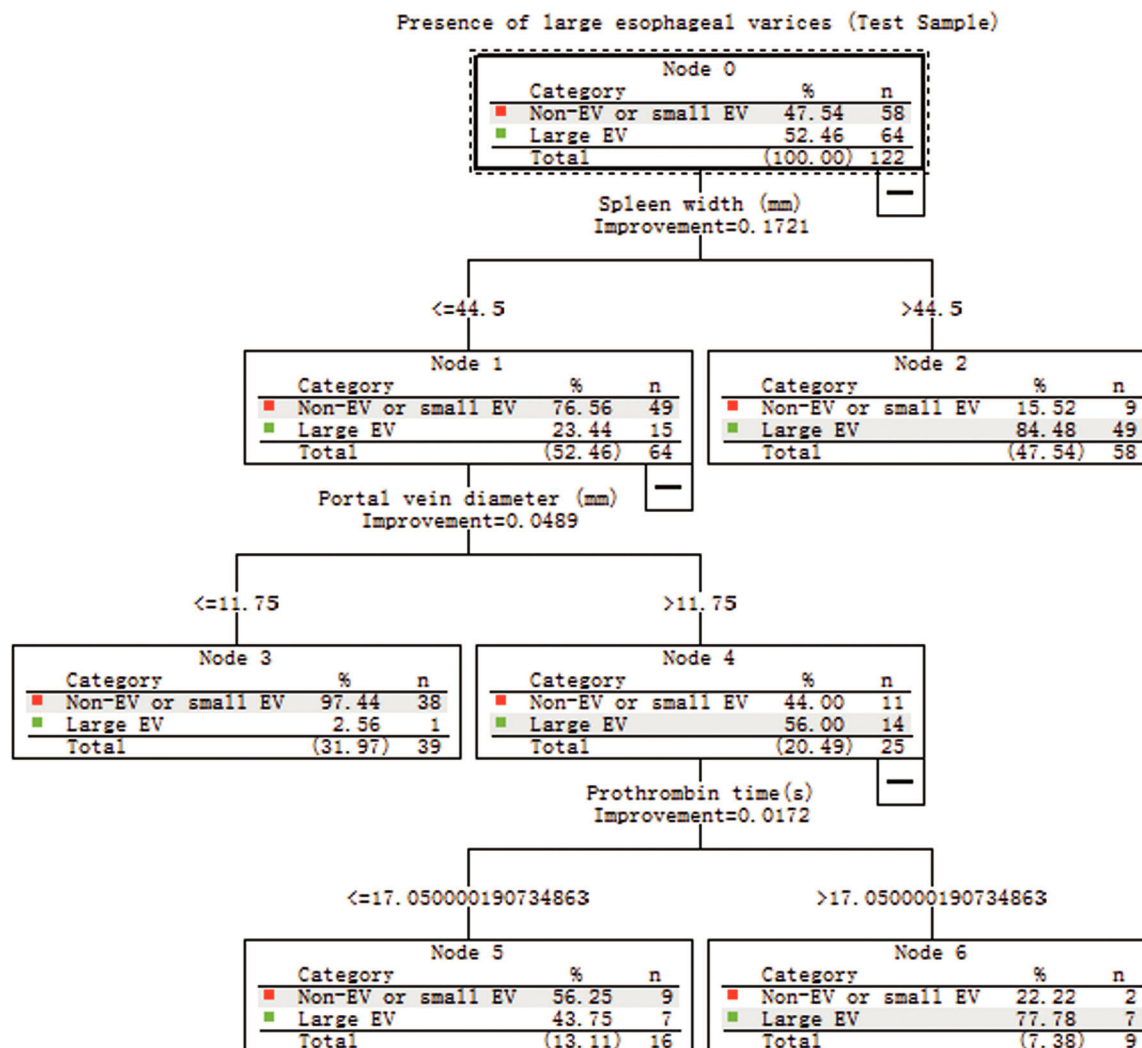 Presence of large esophageal varices (Test Sample)
Node 0
Category % n
Non-EV or small EV 47.54 58
Large EV 52.46 64
Total (100.00) 122
Spleen width (mm)
Improvement=0.1721
<=44.5
>44.5
Node 1
Category % n
Non-EV or small EV 76.56 49
Large EV 23.44 15
Total (52.46) 64
Node 2
Category % n
Non-EV or small EV 15.52 9
Large EV 84.48 49
Total (47.54) 58
Portal vein diameter (mm)
Improvement=0.0489
<=11.75
>11.75
Node 3
Category % n
Non-EV or small EV 97.44 38
Large EV 2.56 1
Total (31.97) 39
Node 4
Category % n
Non-EV or small EV 44.00 11
Large EV 56.00 14
Total (20.49) 25
Prothrombin time(s)
Improvement=0.0172
<=17.050000190734863
>17.050000190734863
Node 5
Category % n
Non-EV or small EV 56.25 9
Large EV 43.75 7
Total (13.11) 16
Node 6
Category % n
Non-EV or small EV 22.22 2
Large EV 77.78 7
Total (7.38) 9